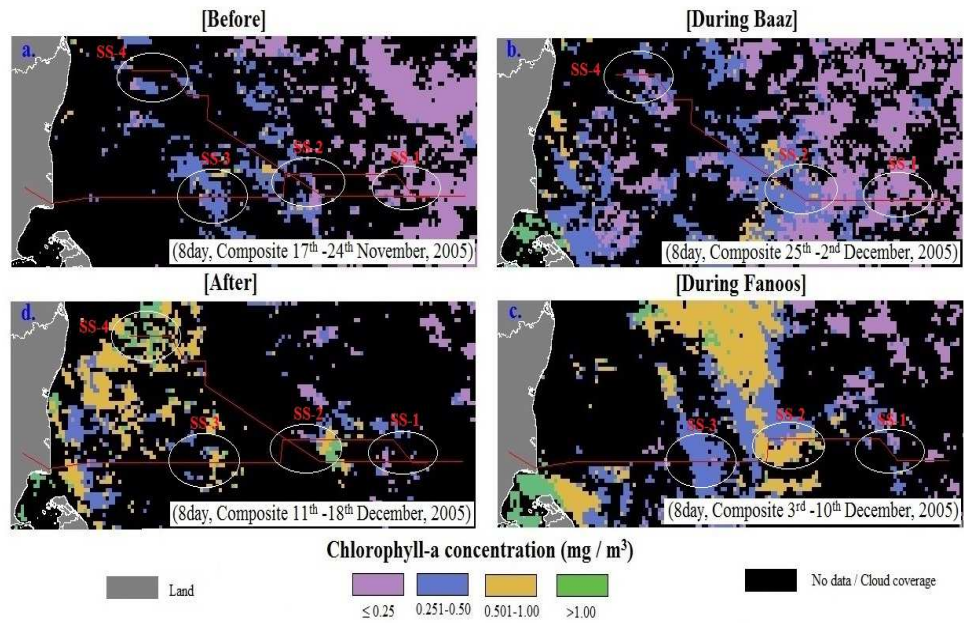 [Before]
[During Baaz]
a.
SS-4
SS-3
SS-2
SS-1
(8day, Composite 17th -24th November, 2005)
b.
SS-4
SS-2
SS-1
(8day, Composite 25th -2nd December, 2005)
[After]
[During Fanoos]
d.
SS-4
SS-3
SS-2
SS-1
(8day, Composite 11th -18th December, 2005)
c.
SS-3
SS-2
SS-1
(8day, Composite 3rd -10th December, 2005)
Chlorophyll-a concentration (mg / m³)
Land
≤ 0.25
0.251-0.50
0.501-1.00
>1.00
No data / Cloud coverage